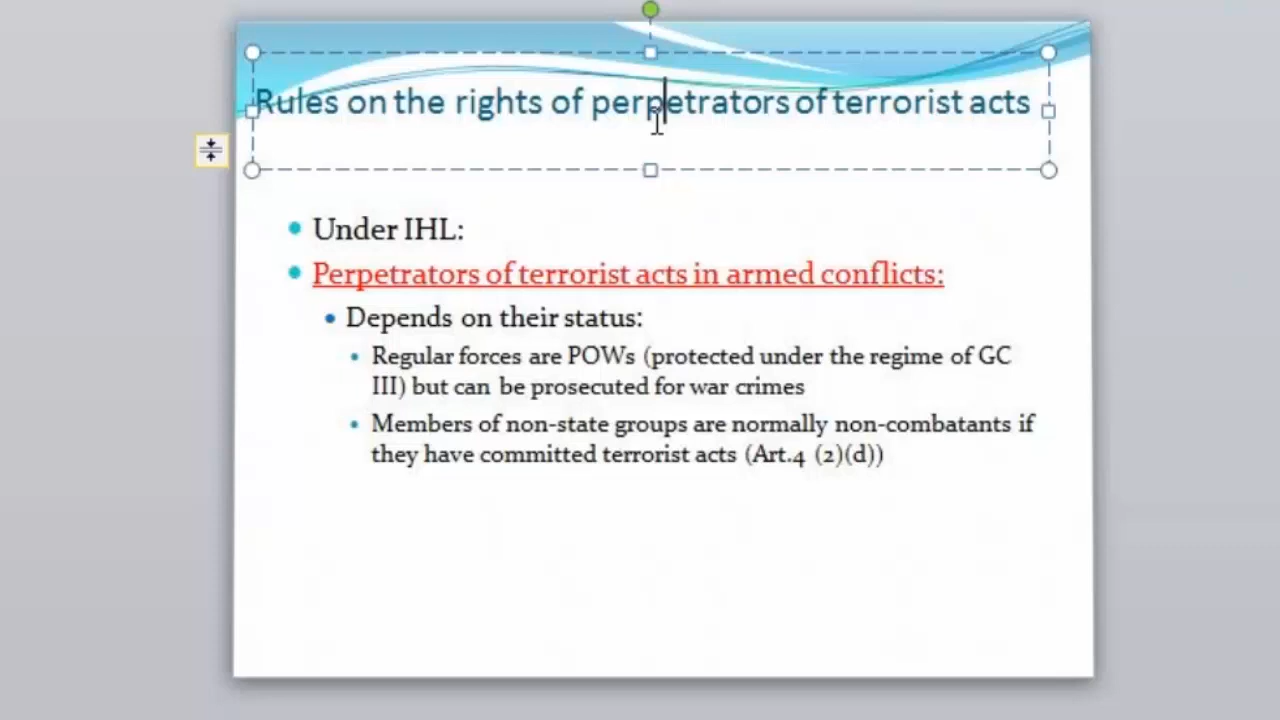 Rules on the rights of perpetrators of terrorist acts
Under IHL:
Perpetrators of terrorist acts in armed conflicts:
Depends on their status:
Regular forces are POWs (protected under the regime of GC
III) but can be prosecuted for war crimes
Members of non-state groups are normally non-combatants if
they have committed terrorist acts (Art.4 (2)(d))